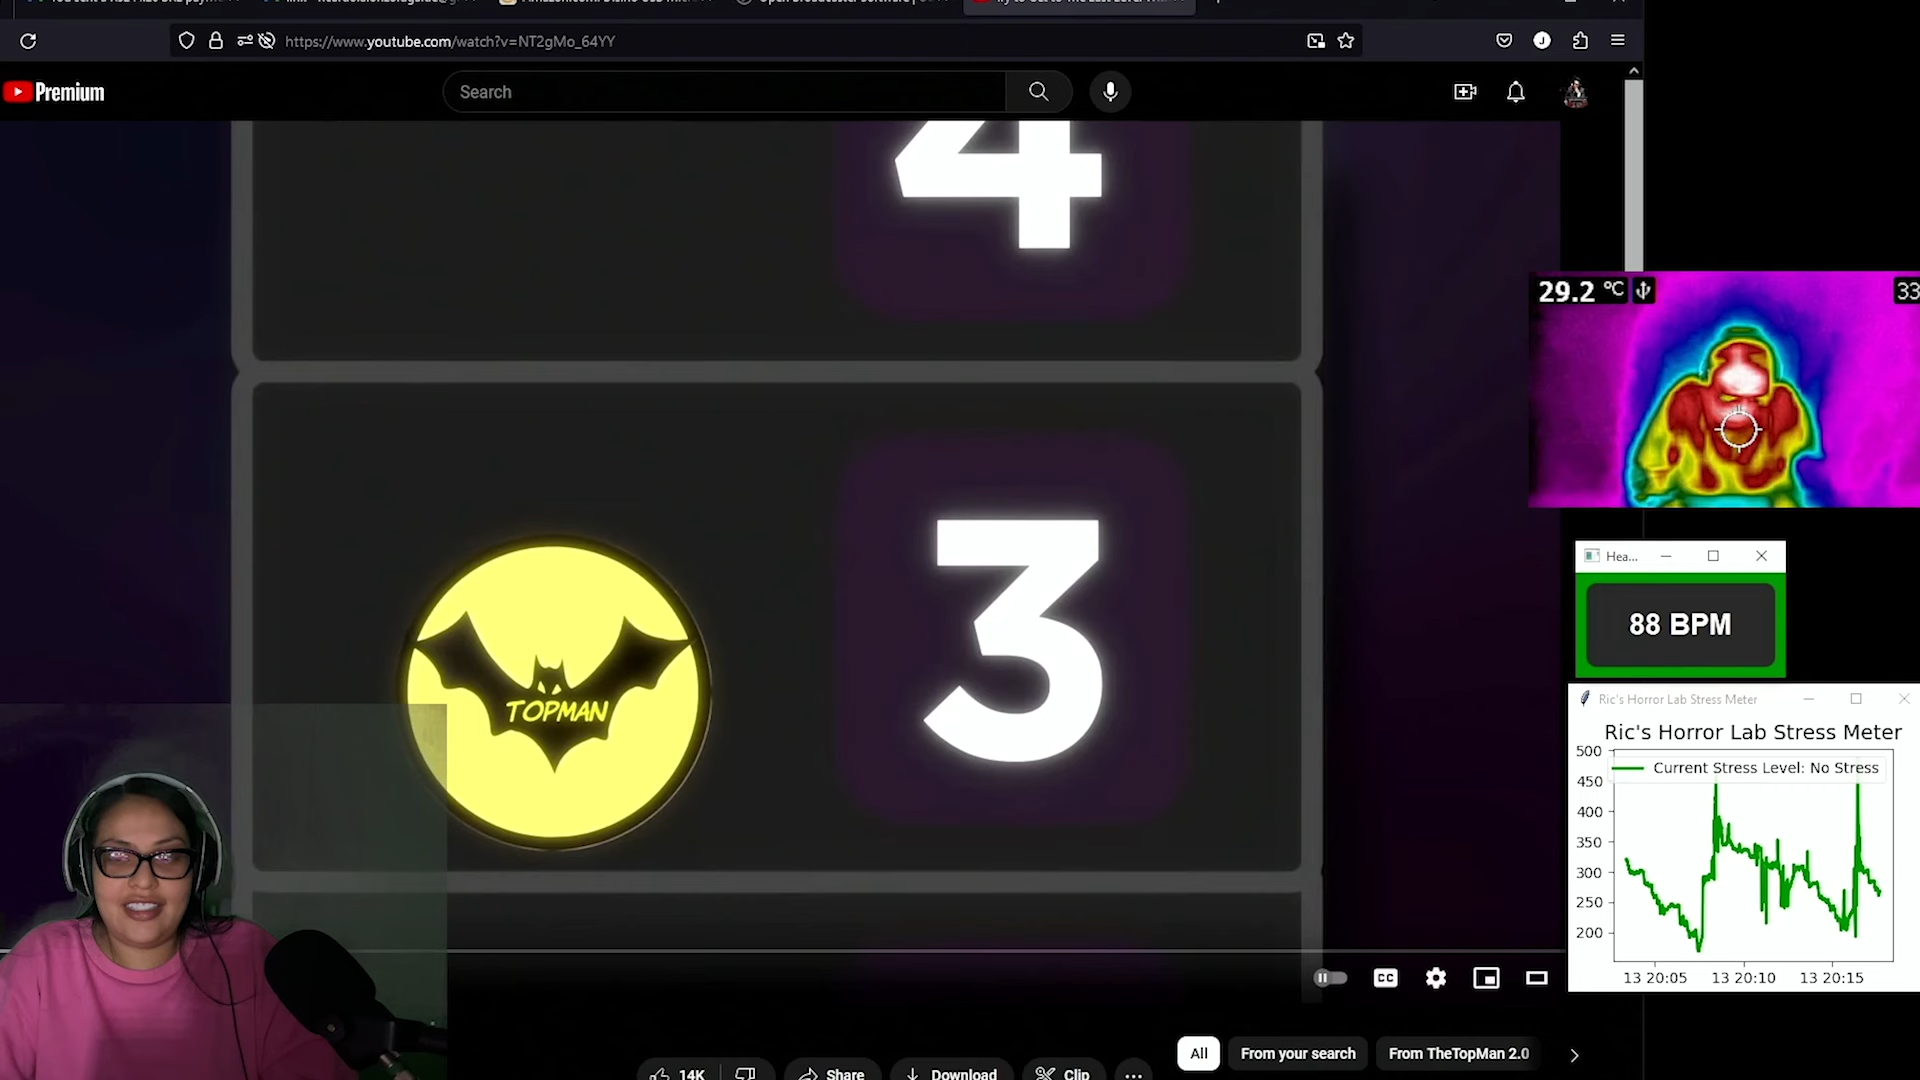 https://www.youtube.com/watch?v=NT2gMo_64YY
J
Premium
Search
4
29.2 °C
33
TOPMAN
3
Hea...
88 BPM
Ric's Horror Lab Stress Meter
Ric's Horror Lab Stress Meter
Current Stress Level: No Stress
500
450
400
350
300
250
200
13 20:05 13 20:10 13 20:15
CC
All From your search From TheTopMan 2.0
14K Share Download Clip